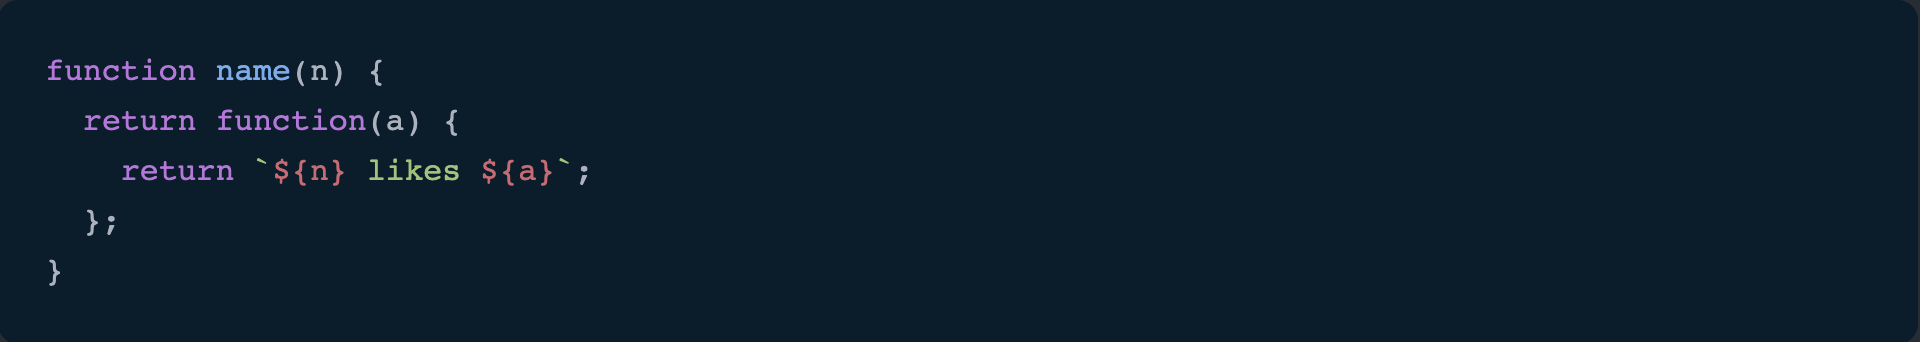 function name(n) {
  return function(a) {
    return `${n} likes ${a}`;
  };
}